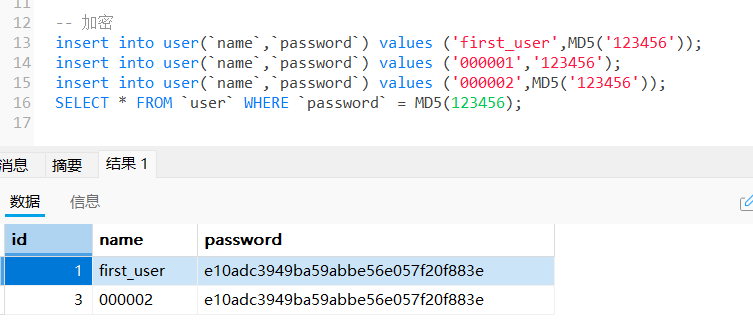 11
12 -- 加密
13 insert into user(`name`,`password`) values ('first_user',MD5('123456'));
14 insert into user(`name`,`password`) values ('000001','123456');
15 insert into user(`name`,`password`) values ('000002',MD5('123456'));
16 SELECT * FROM `user` WHERE `password` = MD5(123456);
17
消息 摘要 结果 1
数据 信息
id name password
1 first_user e10adc3949ba59abbe56e057f20f883e
3 000002 e10adc3949ba59abbe56e057f20f883e